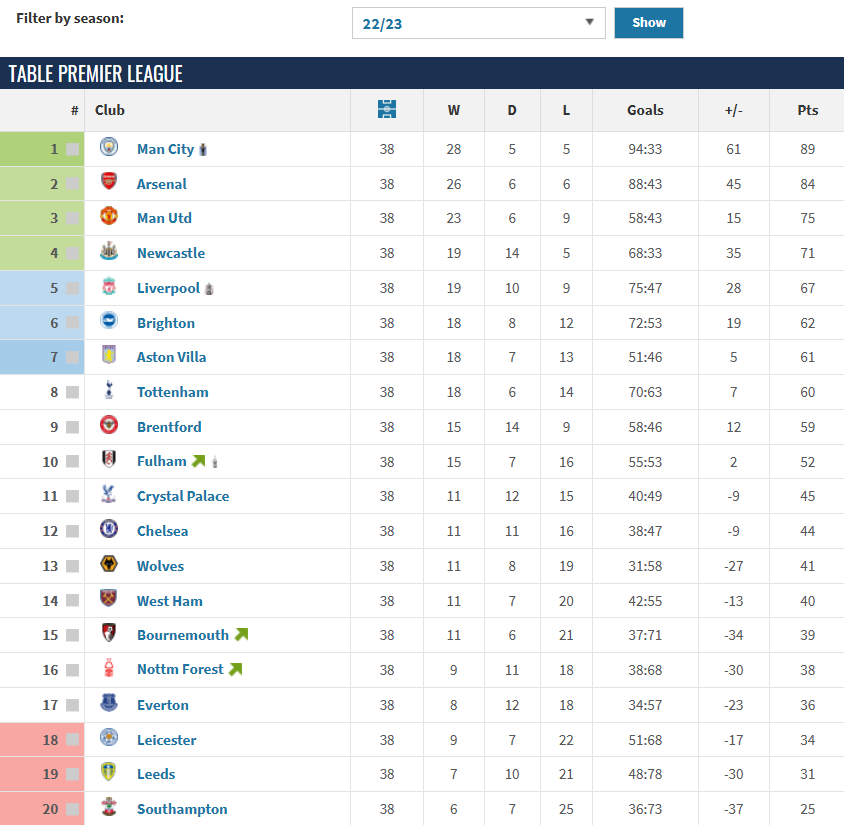 Filter by season:
22/23
Show
TABLE PREMIER LEAGUE
# Club W D L Goals +/- Pts
1 Man City 38 28 5 5 94:33 61 89
2 Arsenal 38 26 6 6 88:43 45 84
3 Man Utd 38 23 6 9 58:43 15 75
4 Newcastle 38 19 14 5 68:33 35 71
5 Liverpool 38 19 10 9 75:47 28 67
6 Brighton 38 18 8 12 72:53 19 62
7 Aston Villa 38 18 7 13 51:46 5 61
8 Tottenham 38 18 6 14 70:63 7 60
9 Brentford 38 15 14 9 58:46 12 59
10 Fulham 38 15 7 16 55:53 2 52
11 Crystal Palace 38 11 12 15 40:49 -9 45
12 Chelsea 38 11 11 16 38:47 -9 44
13 Wolves 38 11 8 19 31:58 -27 41
14 West Ham 38 11 7 20 42:55 -13 40
15 Bournemouth 38 11 6 21 37:71 -34 39
16 Nottm Forest 38 9 11 18 38:68 -30 38
17 Everton 38 8 12 18 34:57 -23 36
18 Leicester 38 9 7 22 51:68 -17 34
19 Leeds 38 7 10 21 48:78 -30 31
20 Southampton 38 6 7 25 36:73 -37 25